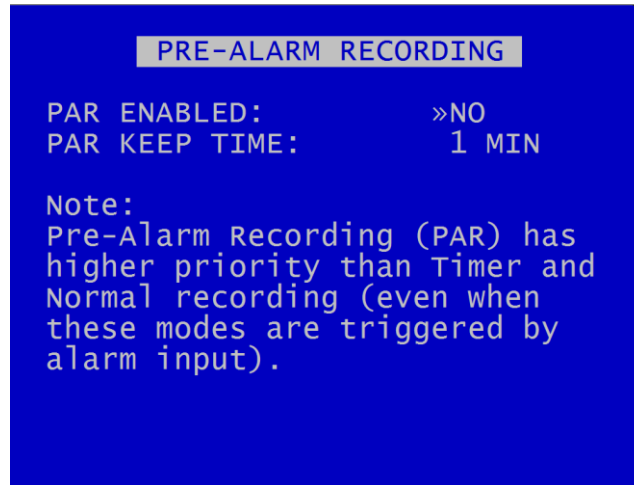 PRE-ALARM RECORDING
PAR ENABLED: »NO
PAR KEEP TIME: 1 MIN
Note:
Pre-Alarm Recording (PAR) has
higher priority than Timer and
Normal recording (even when
these modes are triggered by
alarm input).